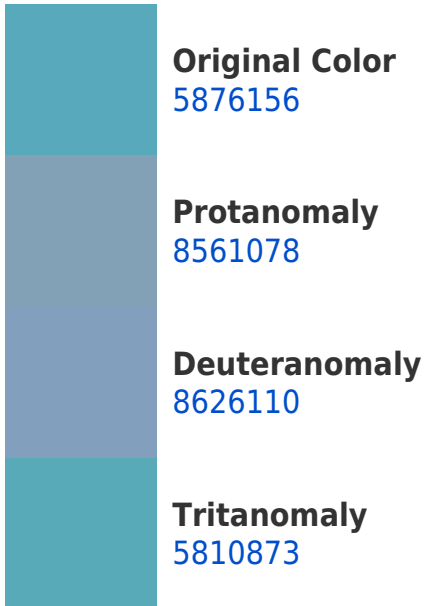 Original Color
5876156
Protanomaly
8561078
Deuteranomaly
8626110
Tritanomaly
5810873